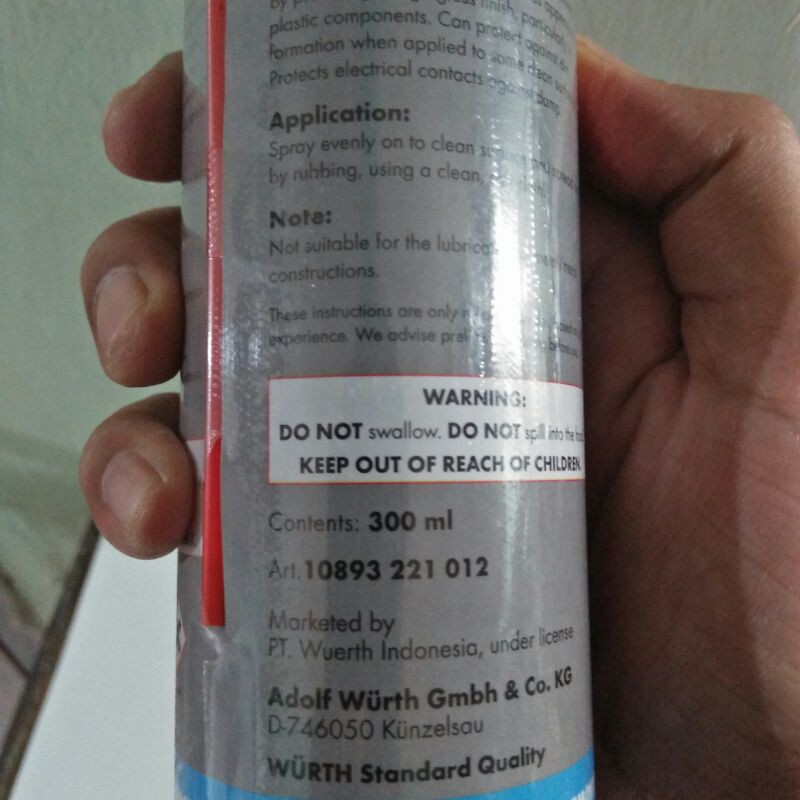 plastic components. Can protect against
formation when applied to some clean
Protects electrical contacts against damp.
Application:
Spray evenly on to clean
by rubbing, using a clean,
Note:
Not suitable for the
constructions.
These instructions are only
experience. We advise
WARNING:
DO NOT swallow. DO NOT spill into the
KEEP OUT OF REACH OF CHILDREN.
Contents: 300 ml
Art.10893 221 012
Marketed by
PT. Wuerth Indonesia, under license
Adolf Würth Gmbh & Co. KG
D-746050 Künzelsau
WÜRTH Standard Quality